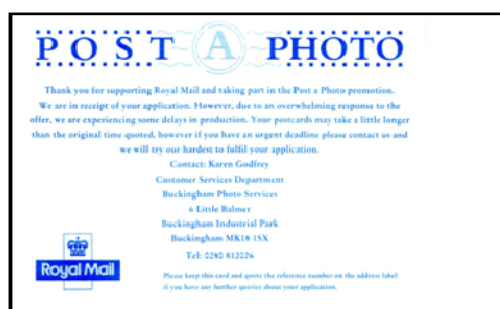 POST A PHOTO
Thank you for supporting Royal Mail and taking part in the Post a Photo promotion.
We are in receipt of your application. However, due to an overwhelming response to the
offer, we are experiencing some delays in production. Your postcards may take a little longer
than the original time quoted, however if you have an urgent deadline please contact us and
we will try our hardest to fulfil your application.
Contact: Karen Godfrey
Customer Services Department
Buckingham Photo Services
6 Little Balmer
Buckingham Industrial Park
Buckingham MK18 1SX
Tel: 0280 812026
Royal Mail
Please keep this card and quote the reference number on the address label
if you have any further queries about your application.